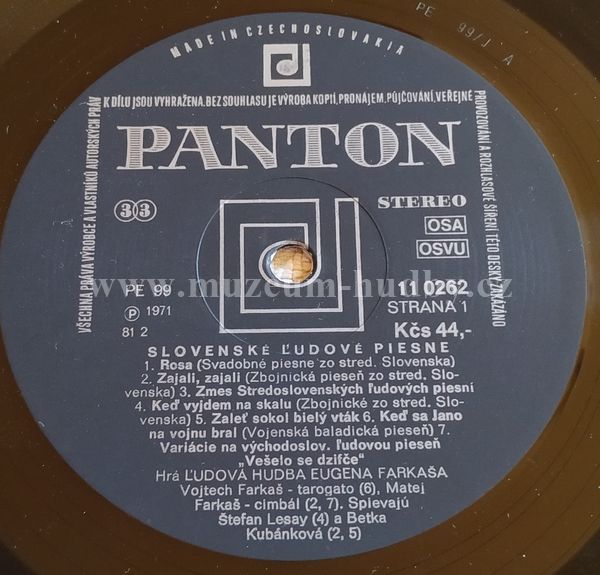 PE 99/1 A
MADE IN CZECHOSLOVAKIA
VŠECHNA PRÁVA VÝROBCE A VLASTNÍKŮ AUTORSKÝCH PRÁV
K DÍLU JSOU VYHRAŽENA. BEZ SOUHLASU JE VÝROBA KOPIÍ, PRONÁJEM, PŮJČOVÁNÍ, VEŘEJNÉ
PROVOZOVÁNÍ A ROZHLASOVÉ ŠÍŘENÍ TÉTO DESKY ZAKÁZÁNO
PANTON
33
STEREO
OSA
OSVU
www.muzeum-hudby.cz
PE 99
11 0262
Ⓟ 1971
STRANA 1
81 2
Kčs 44,-
SLOVENSKÉ ĽUDOVÉ PIESNE
1. Rosa (Svadobné piesne zo stred. Slovenska)
2. Zajali, zajali (Zbojnícka pieseň zo stred. Slo-
venska) 3. Zmes Stredoslovenských ľudových piesní
4. Keď vyjdem na skalu (Zbojnícké zo stred. Slo-
venska) 5. Zaleť sokol bielý vták 6. Keď sa Jano
na vojnu bral (Vojenská baladická pieseň) 7.
Variácie na východoslov. ľudovou pieseň
„Vešelo se dzifče"
Hrá ĽUDOVÁ HUDBA EUGENA FARKAŠA
Vojtech Farkaš - tarogato (6), Matej
Farkaš - cimbál (2, 7). Spievajú
Štefan Lesay (4) a Betka
Kubánková (2, 5)